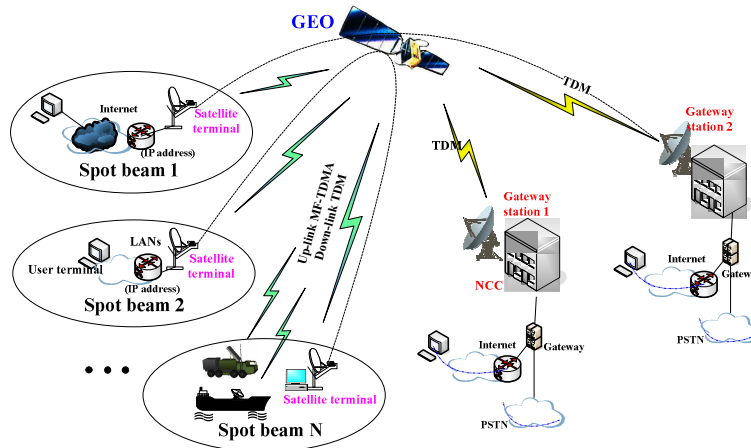 GEO
TDM
Gateway
station 2
Internet
Satellite
terminal
(IP address)
Spot beam 1
TDM
Gateway
station 1
NCC
Up-link MF-TDMA
Down-link TDM
LANs
User terminal
Satellite
terminal
(IP address)
Spot beam 2
Internet
Gateway
PSTN
Internet
Gateway
PSTN
• • •
Satellite terminal
Spot beam N